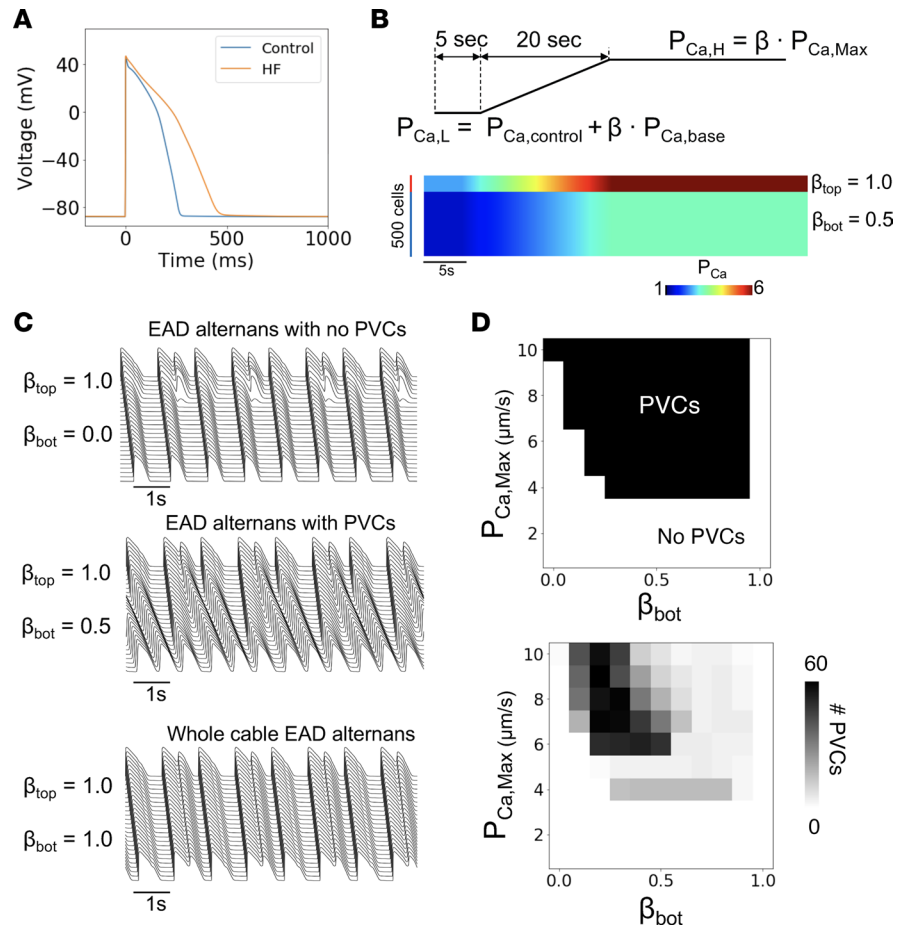 A
Control
HF
40
0
−40
−80
Voltage (mV)
0
500
1000
Time (ms)
B
5 sec
20 sec
P_Ca,H = β · P_Ca,Max
P_Ca,L = P_Ca,control + β · P_Ca,base
500 cells
β_top = 1.0
β_bot = 0.5
5s
P_Ca
1
6
C
EAD alternans with no PVCs
β_top = 1.0
β_bot = 0.0
1s
EAD alternans with PVCs
β_top = 1.0
β_bot = 0.5
1s
Whole cable EAD alternans
β_top = 1.0
β_bot = 1.0
1s
D
10
8
6
4
2
P_Ca,Max (μm/s)
PVCs
No PVCs
0.0
0.5
1.0
β_bot
10
8
6
4
2
P_Ca,Max (μm/s)
0.0
0.5
1.0
β_bot
60
# PVCs
0